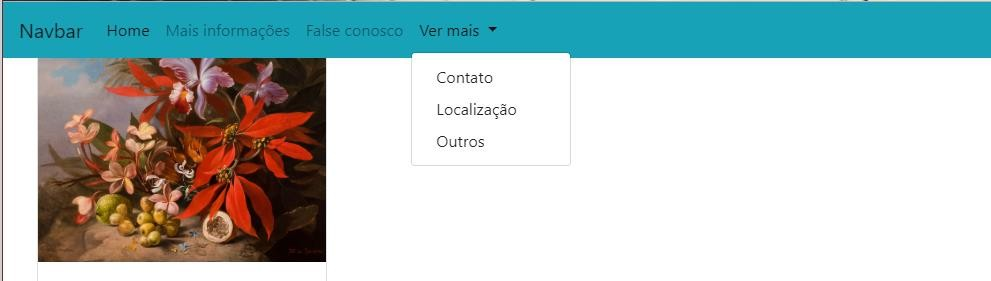 Navbar Home Mais informações False conosco Ver mais
Contato
Localização
Outros